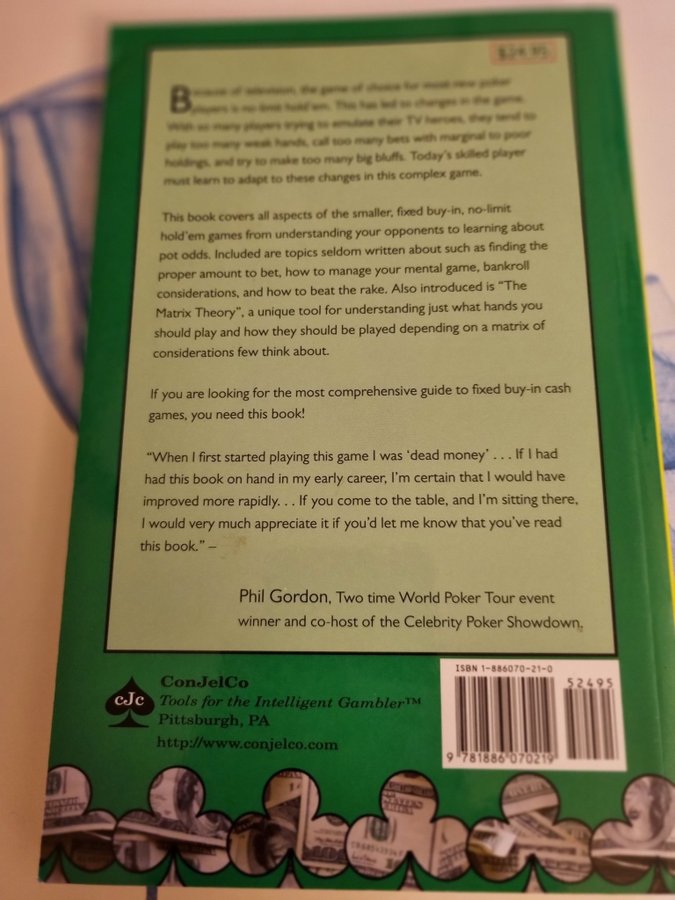 $24.95
Because of television, the game of choice for most new poker
players is no limit hold'em. This has led to changes in the game.
With so many players trying to emulate their TV heroes, they tend to
play too many weak hands, call too many bets with marginal to poor
holdings, and try to make too many big bluffs. Today's skilled player
must learn to adapt to these changes in this complex game.
This book covers all aspects of the smaller, fixed buy-in, no-limit
hold'em games from understanding your opponents to learning about
pot odds. Included are topics seldom written about such as finding the
proper amount to bet, how to manage your mental game, bankroll
considerations, and how to beat the rake. Also introduced is "The
Matrix Theory", a unique tool for understanding just what hands you
should play and how they should be played depending on a matrix of
considerations few think about.
If you are looking for the most comprehensive guide to fixed buy-in cash
games, you need this book!
"When I first started playing this game I was 'dead money' . . . If I had
had this book on hand in my early career, I'm certain that I would have
improved more rapidly. . . If you come to the table, and I'm sitting there,
I would very much appreciate it if you'd let me know that you've read
this book." –
Phil Gordon, Two time World Poker Tour event
winner and co-host of the Celebrity Poker Showdown.
cJc
ConJelCo
Tools for the Intelligent Gambler™
Pittsburgh, PA
http://www.conjelco.com
ISBN 1-886070-21-0
52495
9 781886 070219